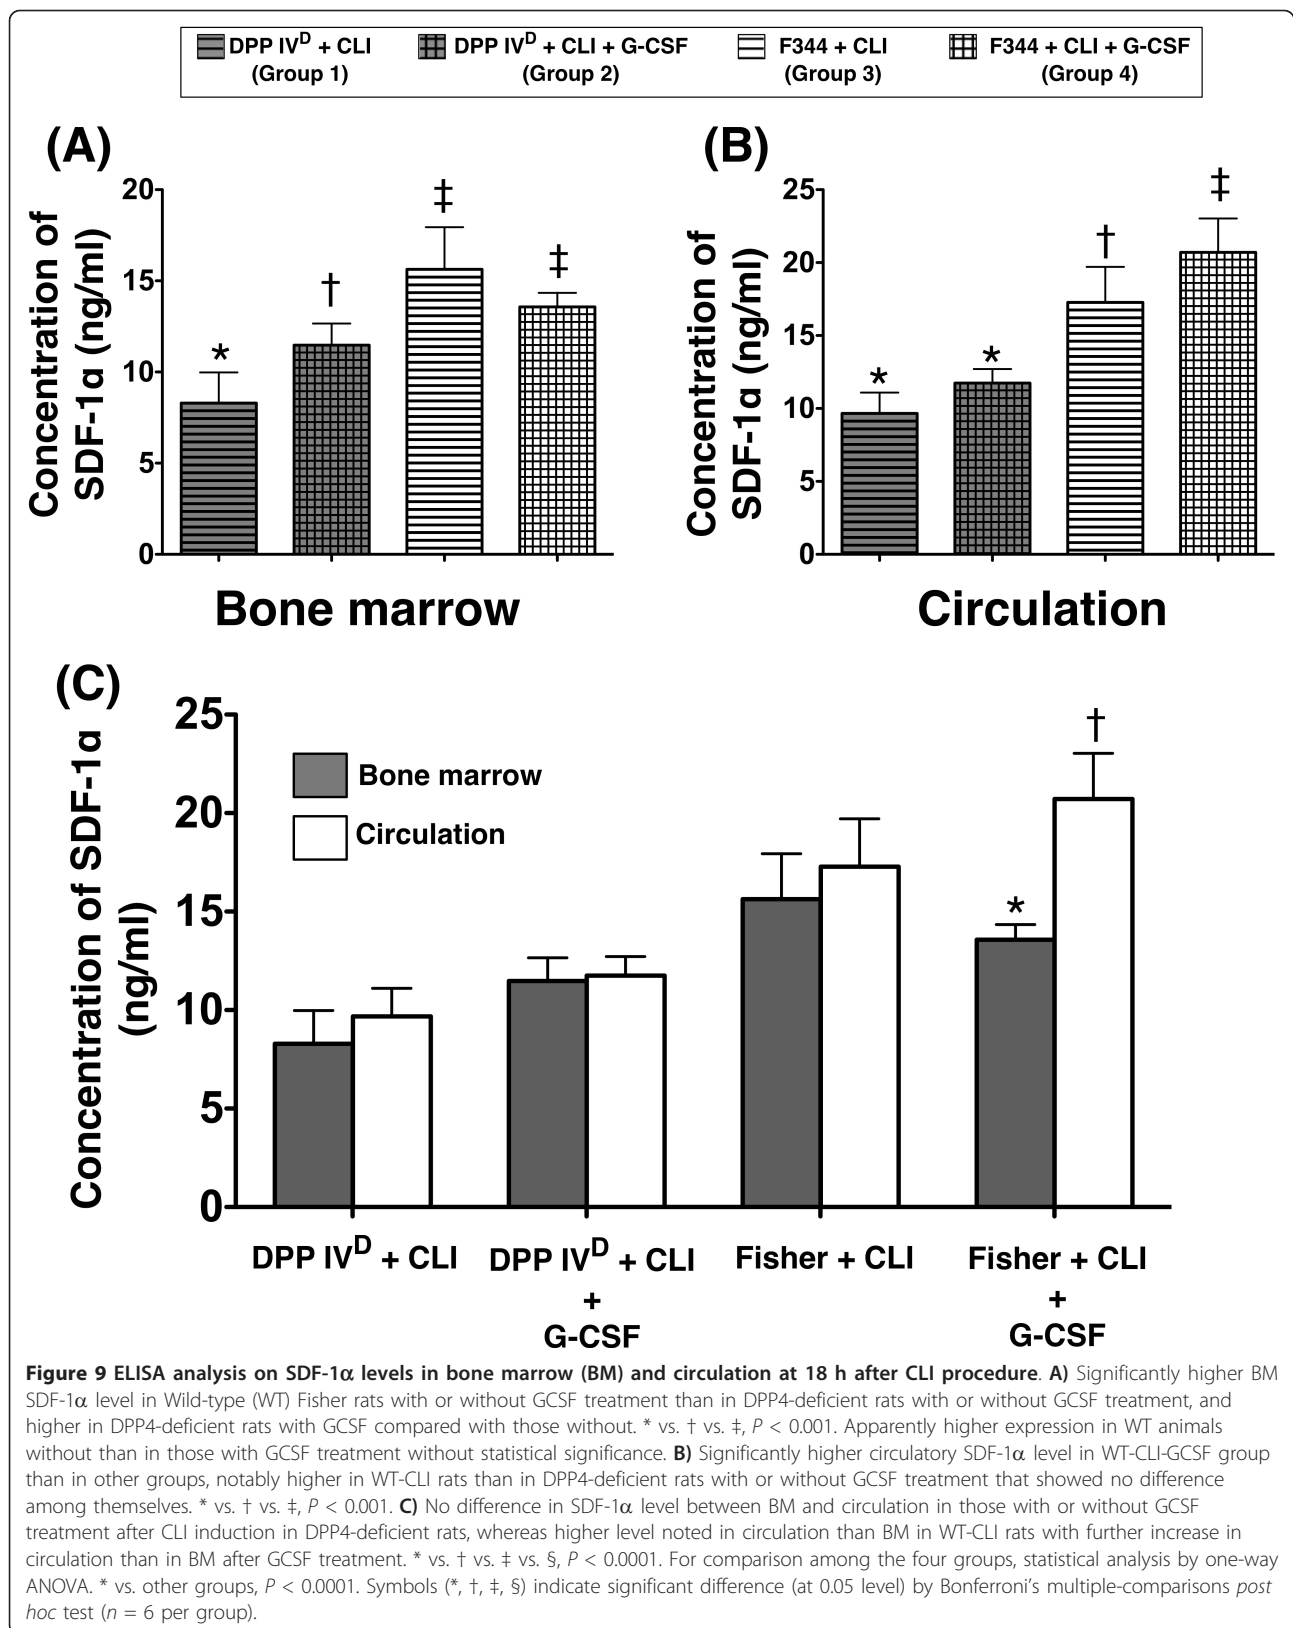 DPP IVD + CLI DPP IVD + CLI + G-CSF F344 + CLI F344 + CLI + G-CSF
(Group 1) (Group 2) (Group 3) (Group 4)
(A)
Concentration of
SDF-1α (ng/ml)
20
15
10
5
0
*
†
‡
‡
Bone marrow
(B)
Concentration of
SDF-1α (ng/ml)
25
20
15
10
5
0
*
*
†
‡
Circulation
(C)
Concentration of SDF-1α
(ng/ml)
25
20
15
10
5
0
Bone marrow
Circulation
*
†
DPP IVD + CLI DPP IVD + CLI Fisher + CLI Fisher + CLI
+ +
G-CSF G-CSF
Figure 9 ELISA analysis on SDF-1α levels in bone marrow (BM) and circulation at 18 h after CLI procedure. A) Significantly higher BM
SDF-1α level in Wild-type (WT) Fisher rats with or without GCSF treatment than in DPP4-deficient rats with or without GCSF treatment, and
higher in DPP4-deficient rats with GCSF compared with those without. * vs. † vs. ‡, P < 0.001. Apparently higher expression in WT animals
without than in those with GCSF treatment without statistical significance. B) Significantly higher circulatory SDF-1α level in WT-CLI-GCSF group
than in other groups, notably higher in WT-CLI rats than in DPP4-deficient rats with or without GCSF treatment that showed no difference
among themselves. * vs. † vs. ‡, P < 0.001. C) No difference in SDF-1α level between BM and circulation in those with or without GCSF
treatment after CLI induction in DPP4-deficient rats, whereas higher level noted in circulation than BM in WT-CLI rats with further increase in
circulation than in BM after GCSF treatment. * vs. † vs. ‡ vs. §, P < 0.0001. For comparison among the four groups, statistical analysis by one-way
ANOVA. * vs. other groups, P < 0.0001. Symbols (*, †, ‡, §) indicate significant difference (at 0.05 level) by Bonferroni's multiple-comparisons post
hoc test (n = 6 per group).